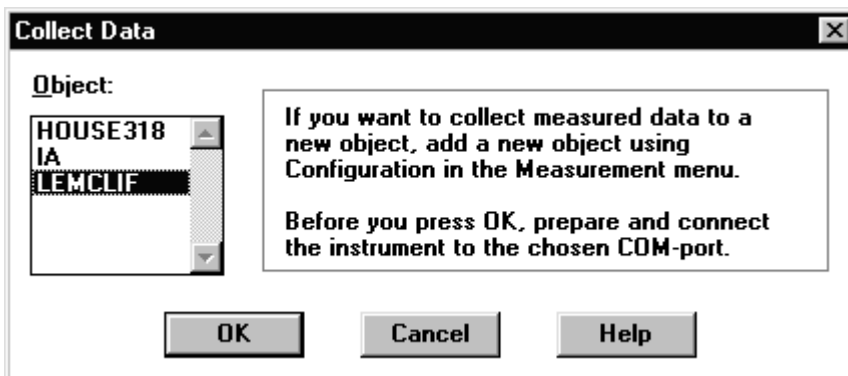 Collect Data
Object:
HOUSE318
IA
LEMCLIF
If you want to collect measured data to a
new object, add a new object using
Configuration in the Measurement menu.
Before you press OK, prepare and connect
the instrument to the chosen COM-port.
OK
Cancel
Help